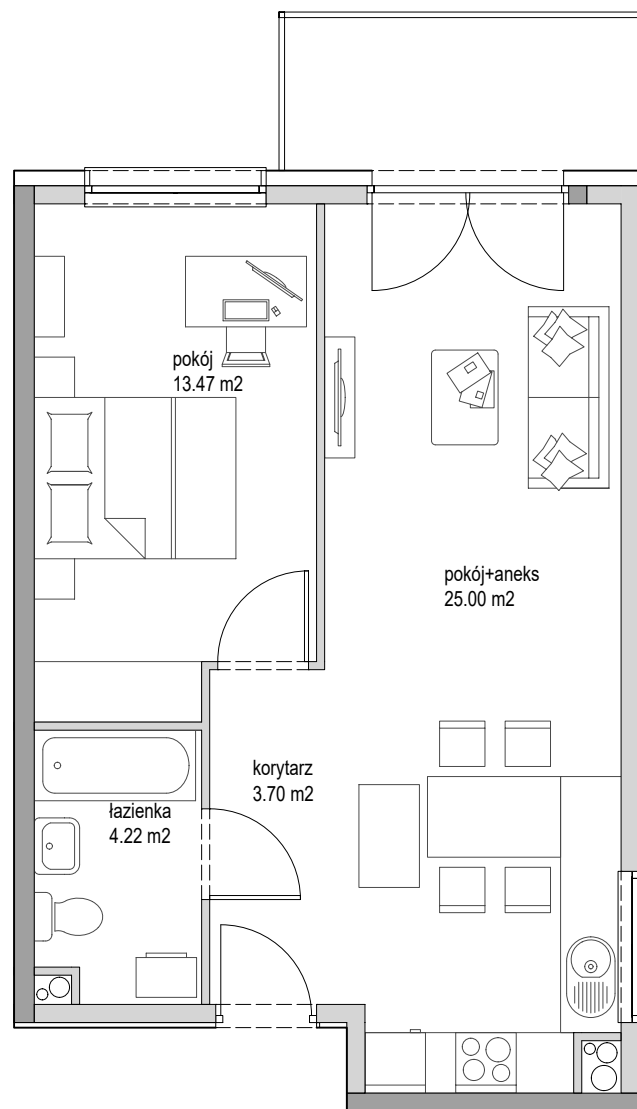 pokój
13.47 m2
pokój+aneks
25.00 m2
korytarz
3.70 m2
łazienka
4.22 m2